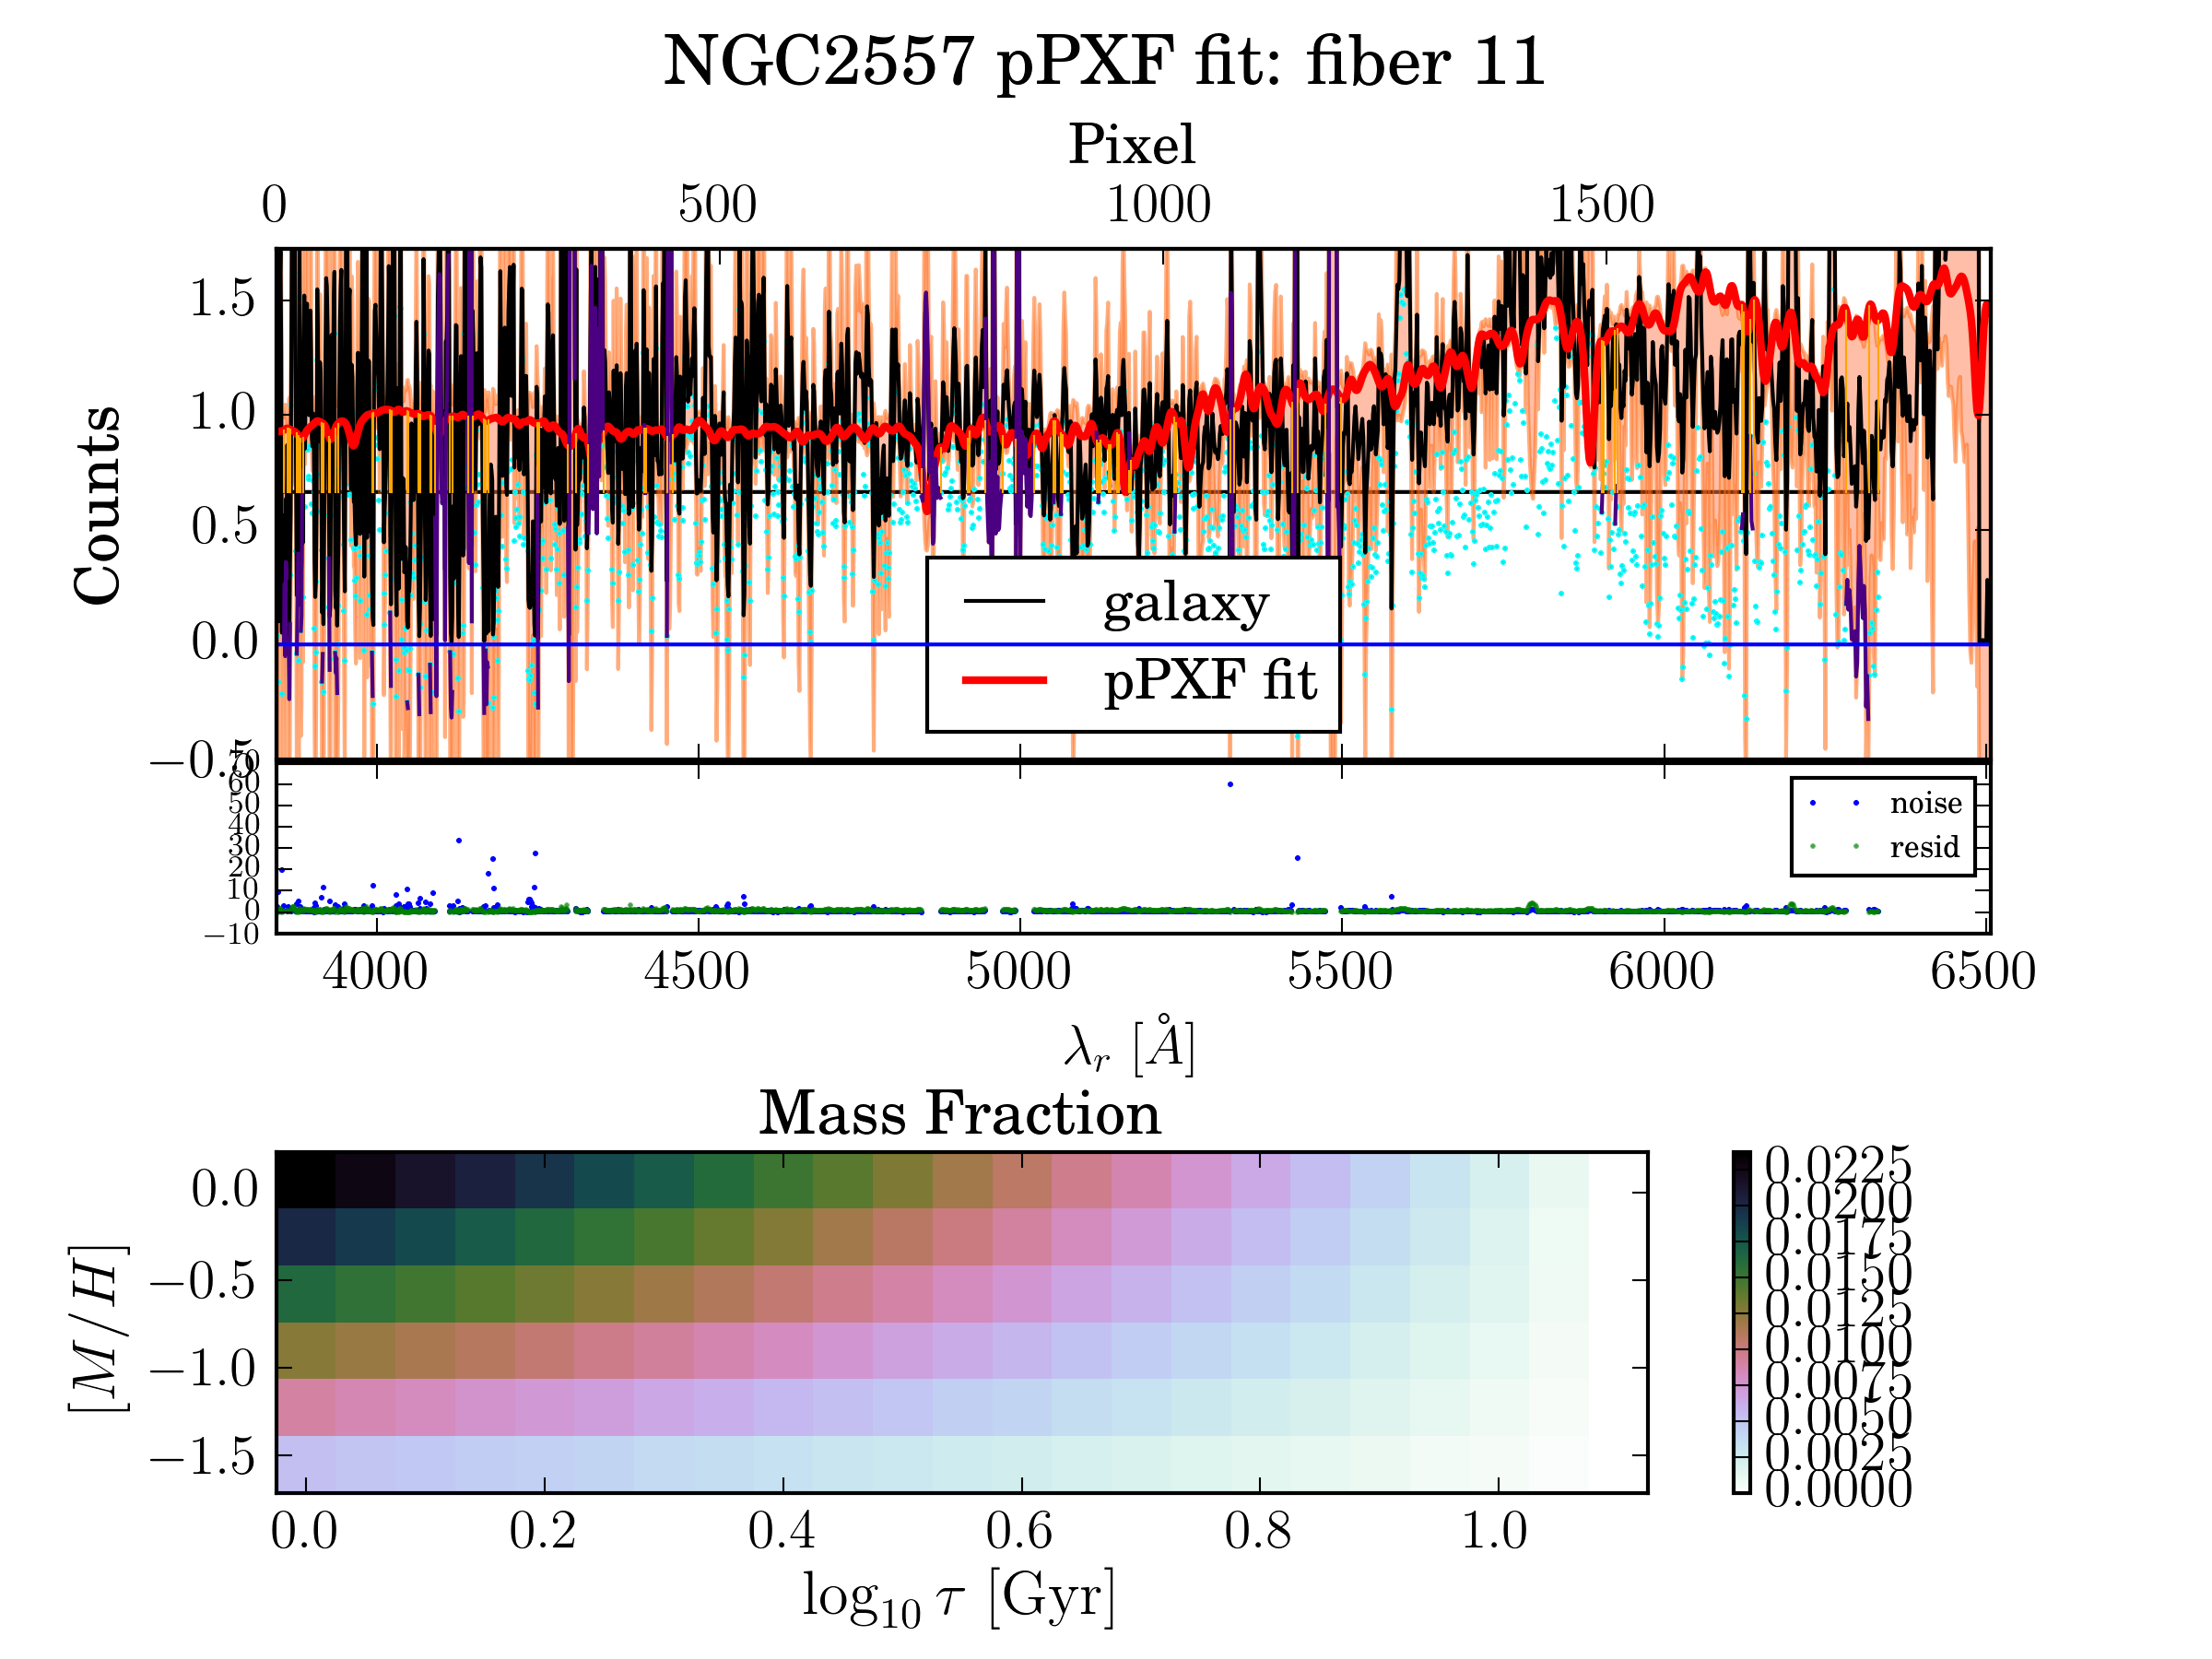 NGC2557 pPXF fit: fiber 11
Pixel
0 500 1000 1500
1.5
1.0
0.5
0.0
−0.5
Counts
galaxy
pPXF fit
70
60
50
40
30
20
10
0
−10
noise
resid
4000 4500 5000 5500 6000 6500
λr [Å]
Mass Fraction
0.0
−0.5
−1.0
−1.5
[M/H]
0.0 0.2 0.4 0.6 0.8 1.0
log10 τ [Gyr]
0.0225
0.0200
0.0175
0.0150
0.0125
0.0100
0.0075
0.0050
0.0025
0.0000